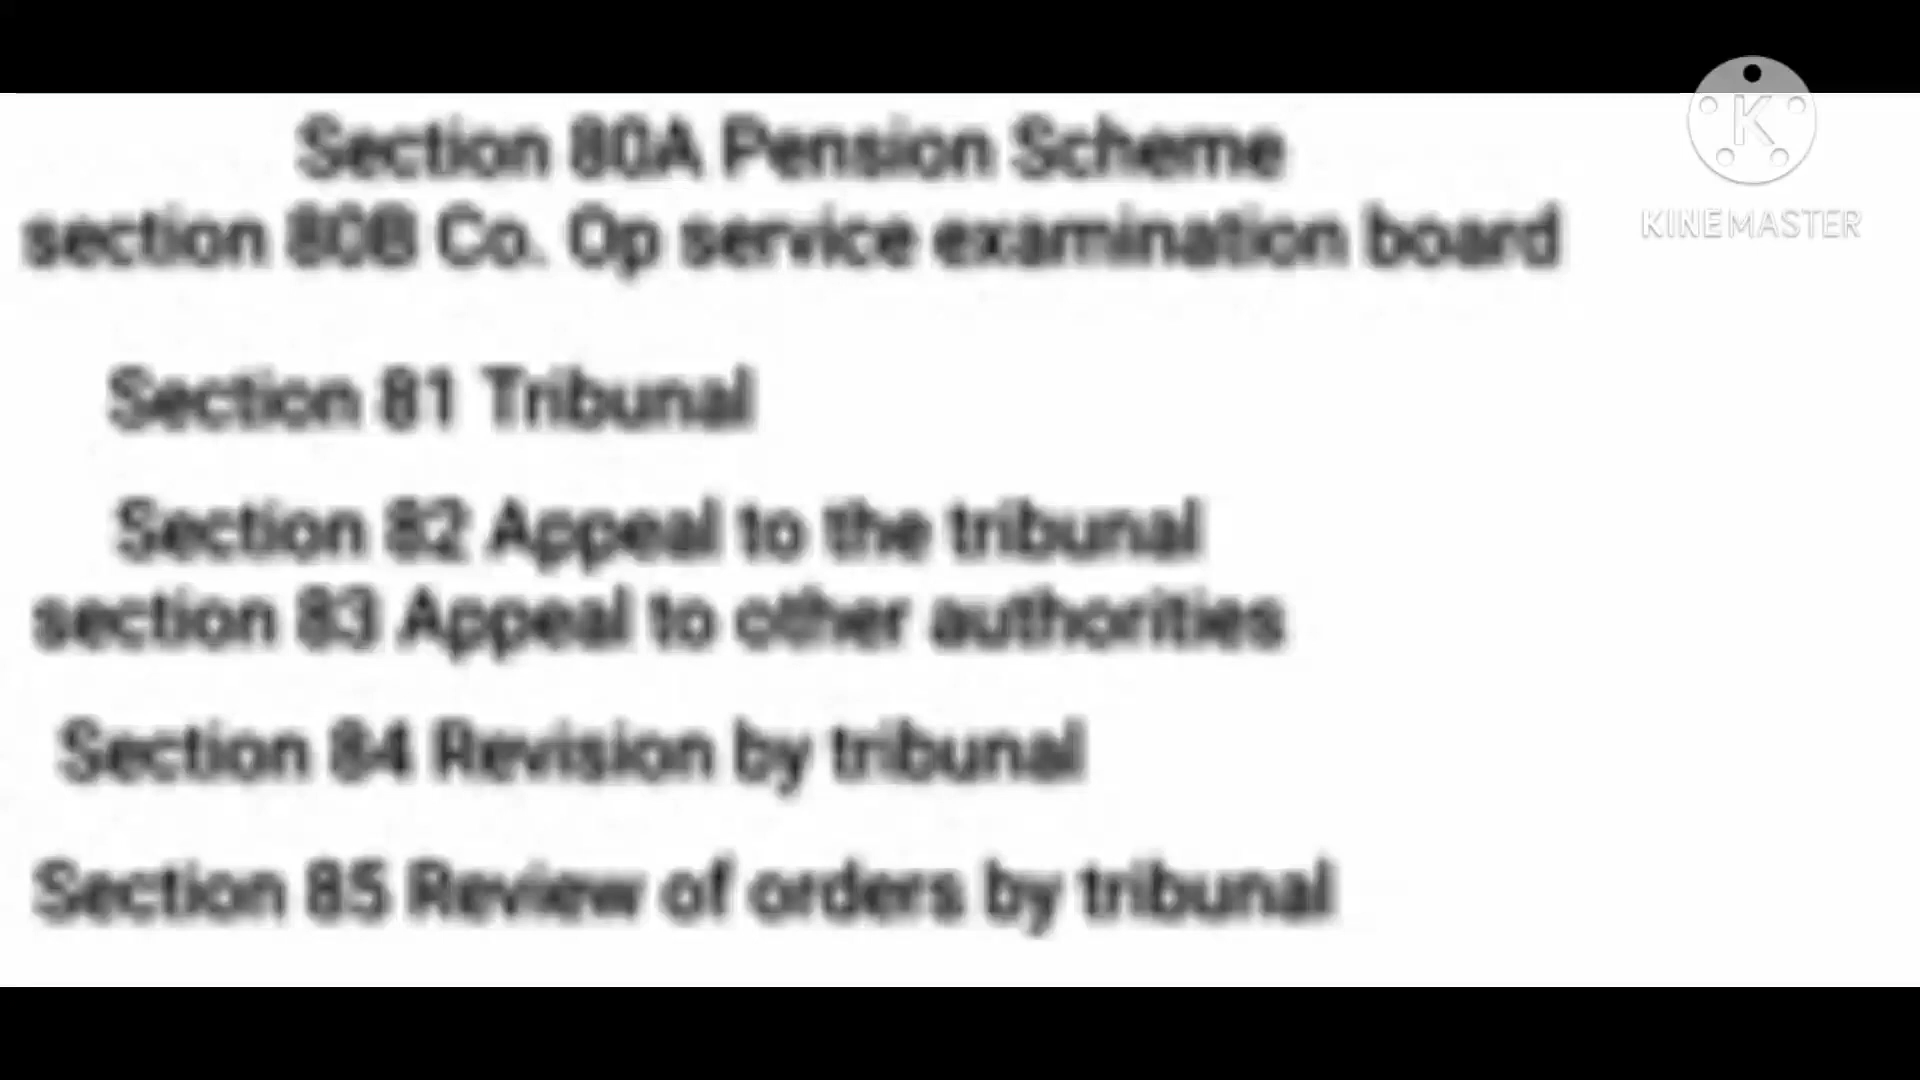 Section 80A Pension Scheme
section 80B Co. Op service examination board
Section 81 Tribunal
Section 82 Appeal to the tribunal
section 83 Appeal to other authorities
Section 84 Revision by tribunal
Section 85 Review of orders by tribunal
K
KINEMASTER